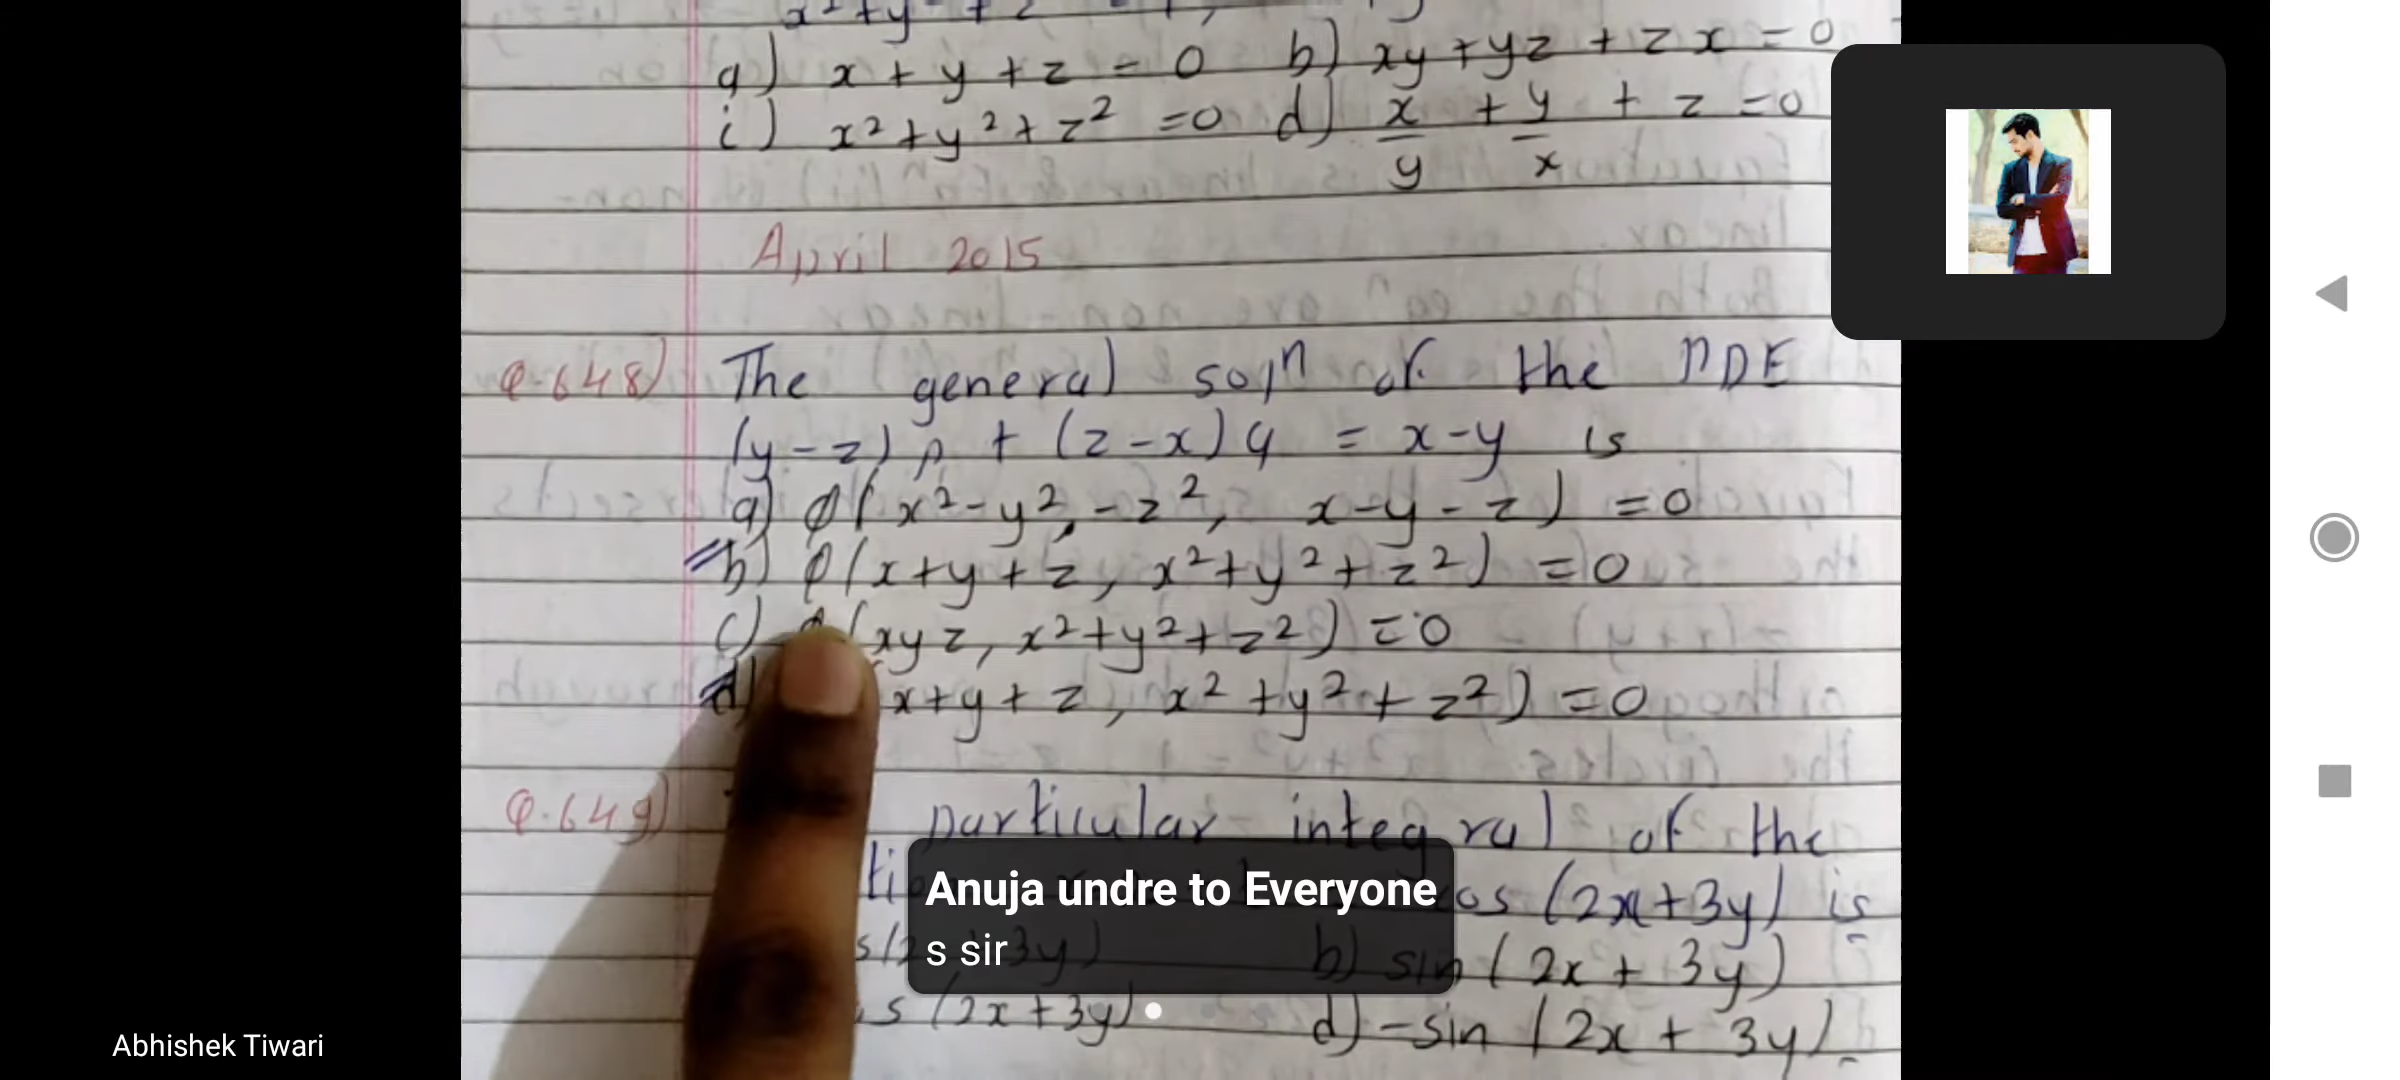 a) x + y + z = 0 b) xy + yz + zx = 0
c) x² + y² + z² = 0 d) x/y + y/x + z = 0
April 2015
Q.648) The general solⁿ of the PDE
(y-z)p + (z-x)q = x-y is
a) φ(x²-y²-z², x-y-z) = 0
b) φ(x+y+z, x²+y²+z²) = 0
c) φ(xyz, x²+y²+z²) = 0
d) x+y+z, x²+y²+z²) = 0
Q.649) particular integral of the
cos (2x+3y) is
3y) b) sin (2x + 3y)
s (2x+3y) d) -sin (2x + 3y)
Anuja undre to Everyone
s sir
Abhishek Tiwari